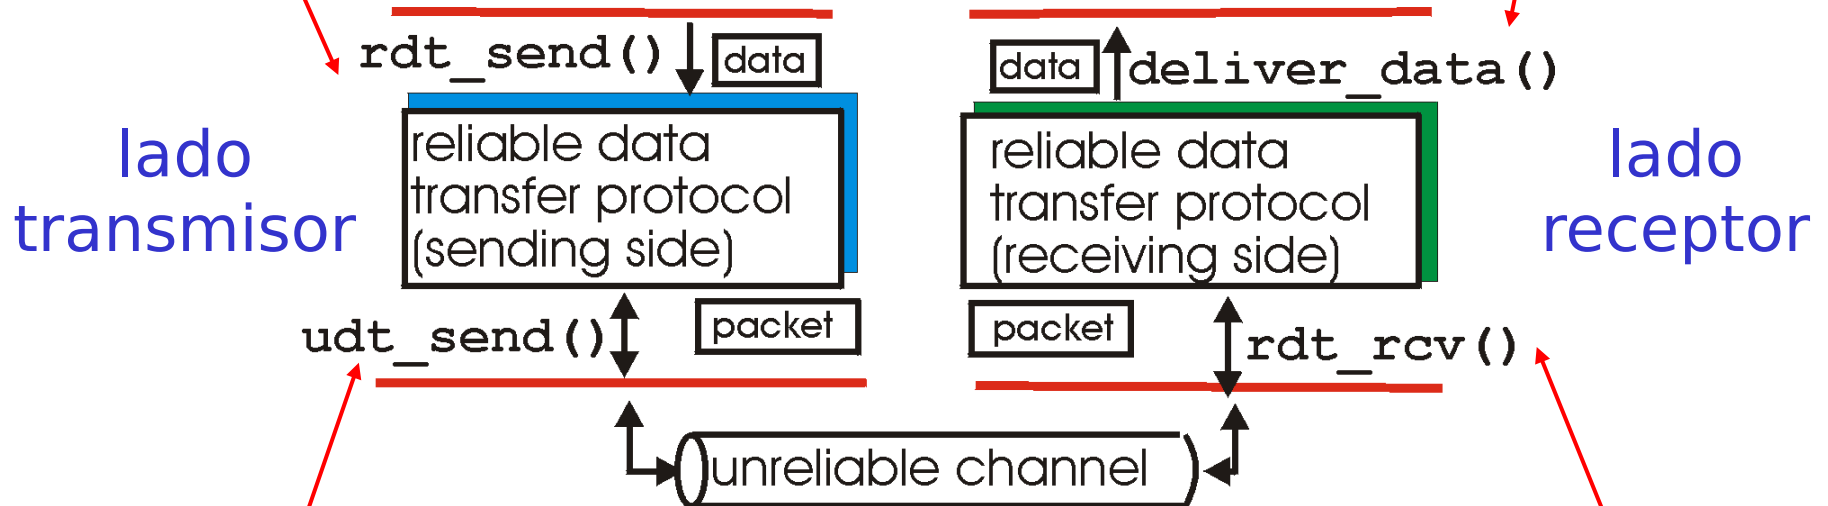 rdt_send()
data
data
deliver_data()
lado
transmisor
reliable data
transfer protocol
(sending side)
reliable data
transfer protocol
(receiving side)
lado
receptor
udt_send()
packet
packet
rdt_rcv()
unreliable channel